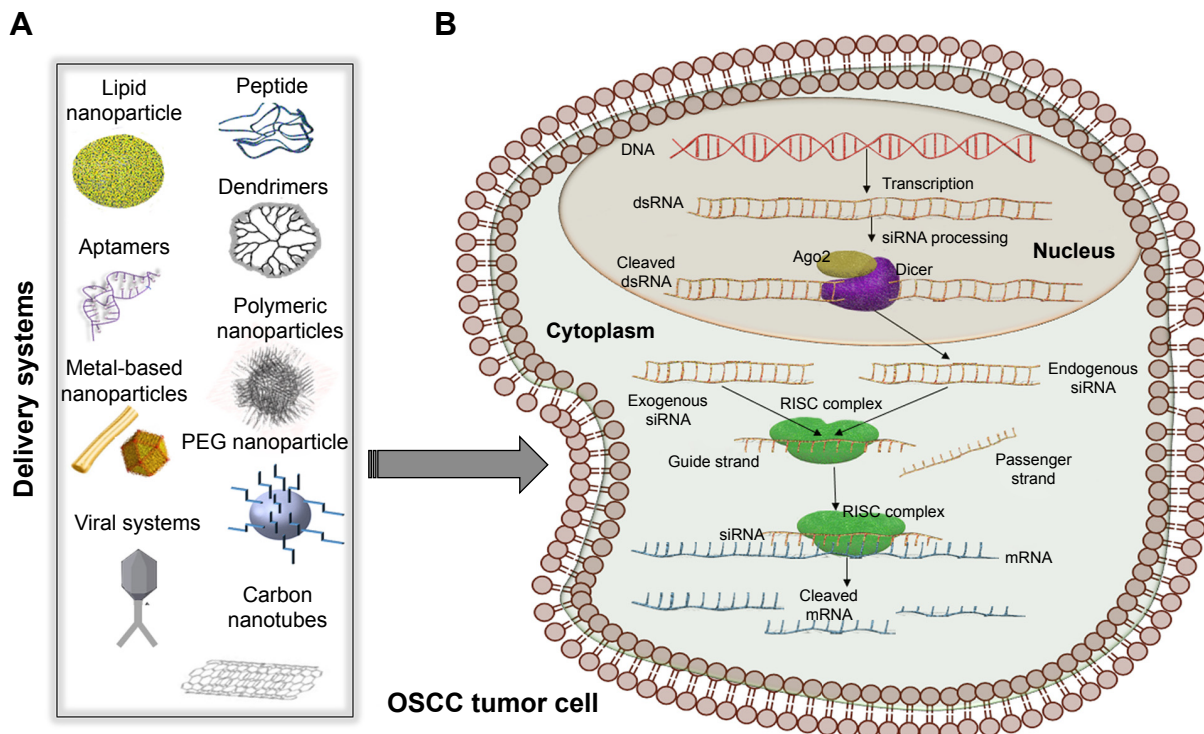 A
Delivery systems
Lipid
nanoparticle
Peptide
Dendrimers
Aptamers
Polymeric
nanoparticles
Metal-based
nanoparticles
PEG nanoparticle
Viral systems
Carbon
nanotubes
B
DNA
Transcription
dsRNA
siRNA processing
Ago2
Nucleus
Cleaved
dsRNA
Dicer
Cytoplasm
Exogenous
siRNA
RISC complex
Endogenous
siRNA
Guide strand
Passenger
strand
RISC complex
siRNA
mRNA
Cleaved
mRNA
OSCC tumor cell